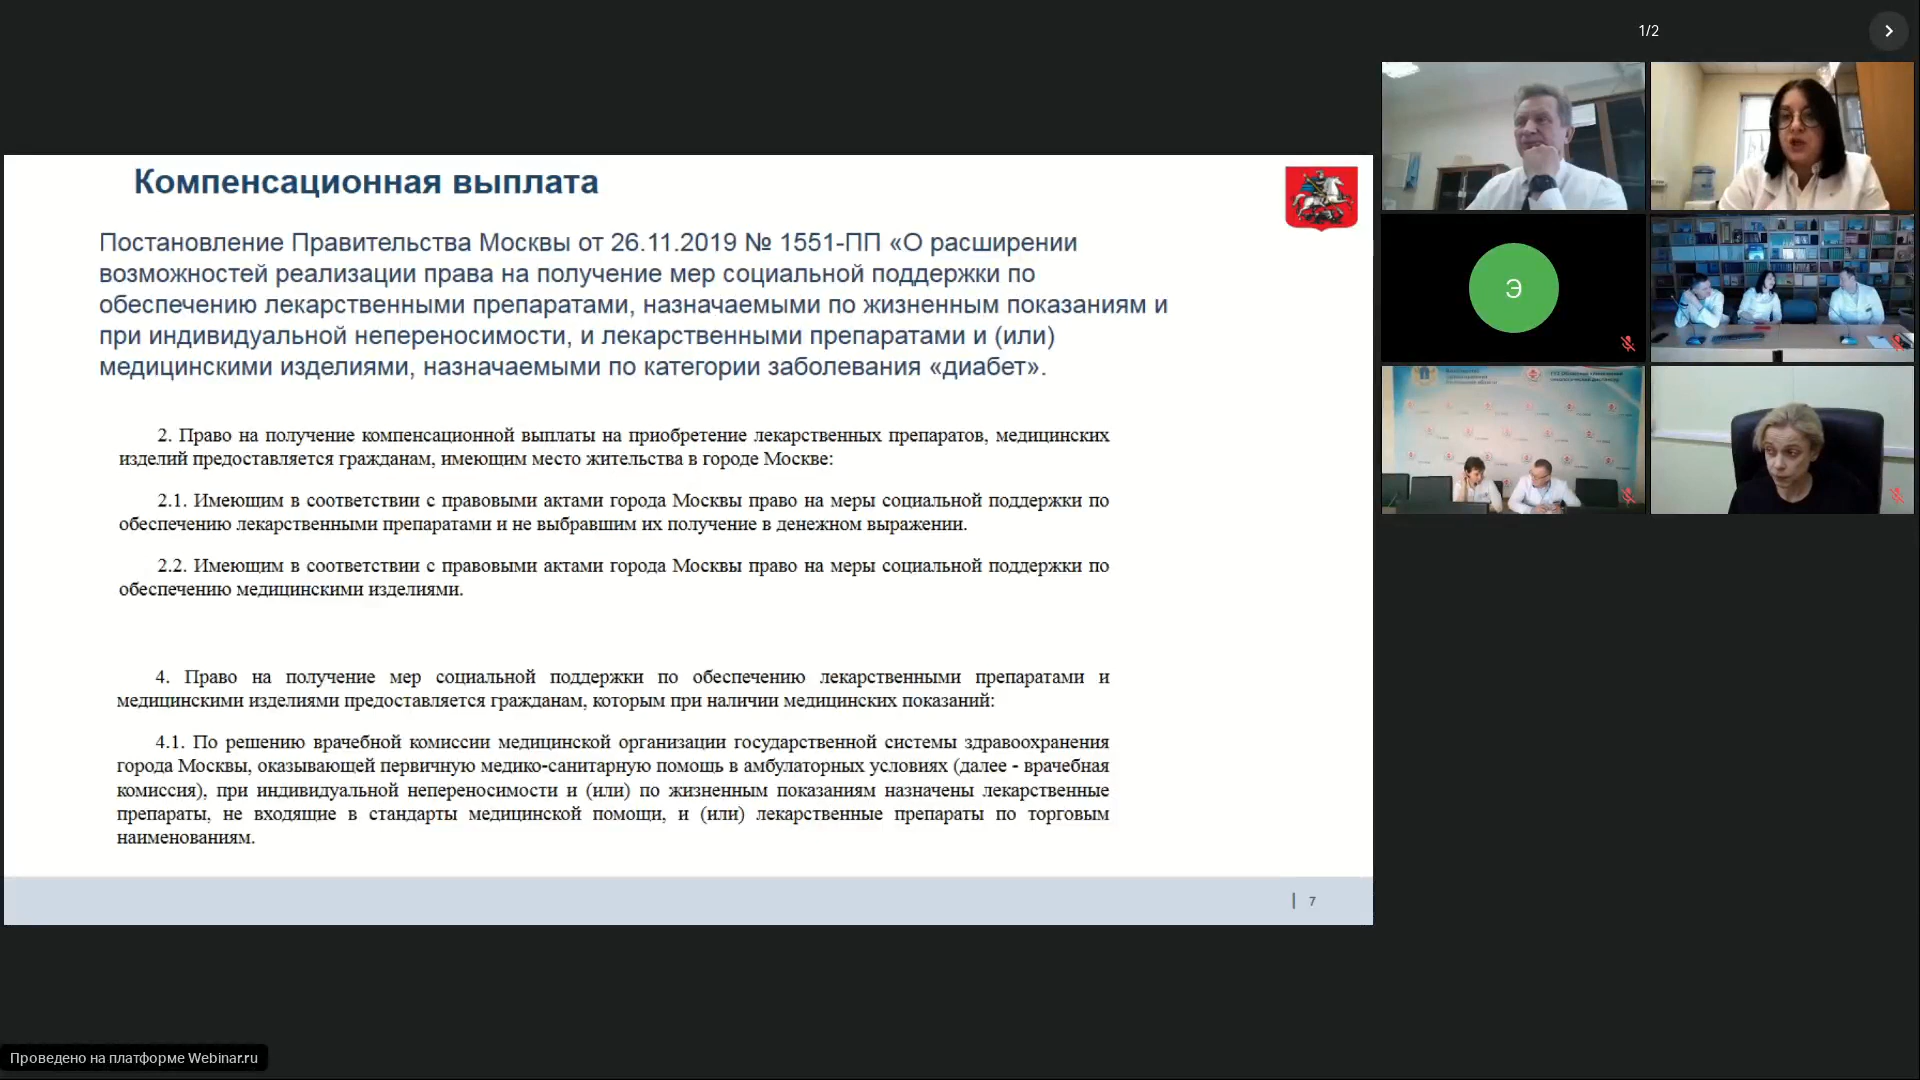 1/2
Компенсационная выплата
Постановление Правительства Москвы от 26.11.2019 № 1551-ПП «О расширении
возможностей реализации права на получение мер социальной поддержки по
обеспечению лекарственными препаратами, назначаемыми по жизненным показаниям и
при индивидуальной непереносимости, и лекарственными препаратами и (или)
медицинскими изделиями, назначаемыми по категории заболевания «диабет».
2. Право на получение компенсационной выплаты на приобретение лекарственных препаратов, медицинских
изделий предоставляется гражданам, имеющим место жительства в городе Москве:
2.1. Имеющим в соответствии с правовыми актами города Москвы право на меры социальной поддержки по
обеспечению лекарственными препаратами и не выбравшим их получение в денежном выражении.
2.2. Имеющим в соответствии с правовыми актами города Москвы право на меры социальной поддержки по
обеспечению медицинскими изделиями.
4. Право на получение мер социальной поддержки по обеспечению лекарственными препаратами и
медицинскими изделиями предоставляется гражданам, которым при наличии медицинских показаний:
4.1. По решению врачебной комиссии медицинской организации государственной системы здравоохранения
города Москвы, оказывающей первичную медико-санитарную помощь в амбулаторных условиях (далее - врачебная
комиссия), при индивидуальной непереносимости и (или) по жизненным показаниям назначены лекарственные
препараты, не входящие в стандарты медицинской помощи, и (или) лекарственные препараты по торговым
наименованиям.
| 7
Э
Проведено на платформе Webinar.ru